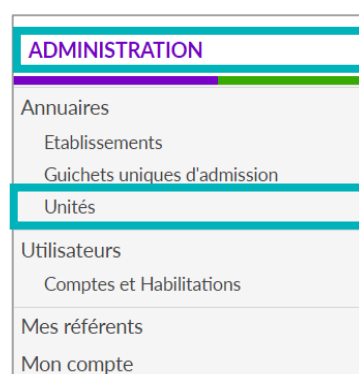 ADMINISTRATION
Annuaires
Etablissements
Guichets uniques d'admission
Unités
Utilisateurs
Comptes et Habilitations
Mes référents
Mon compte